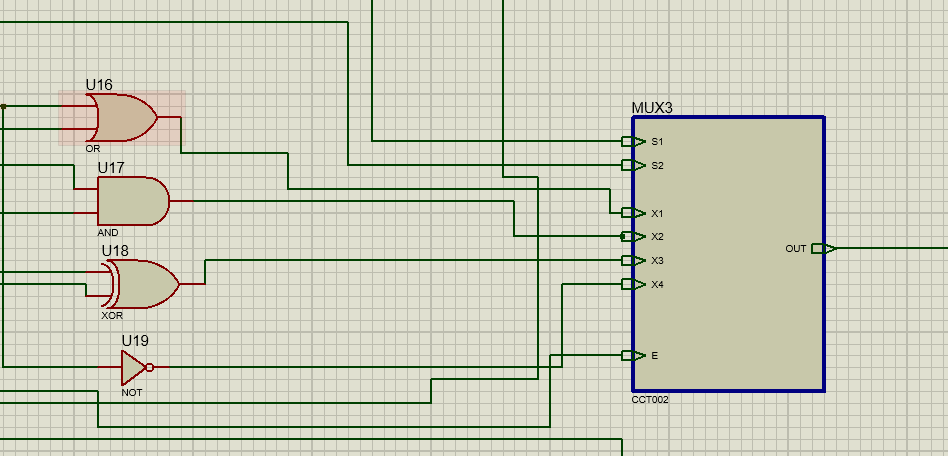 U16
OR
U17
AND
U18
XOR
U19
NOT
MUX3
S1
S2
X1
X2
X3
X4
E
OUT
CCT002